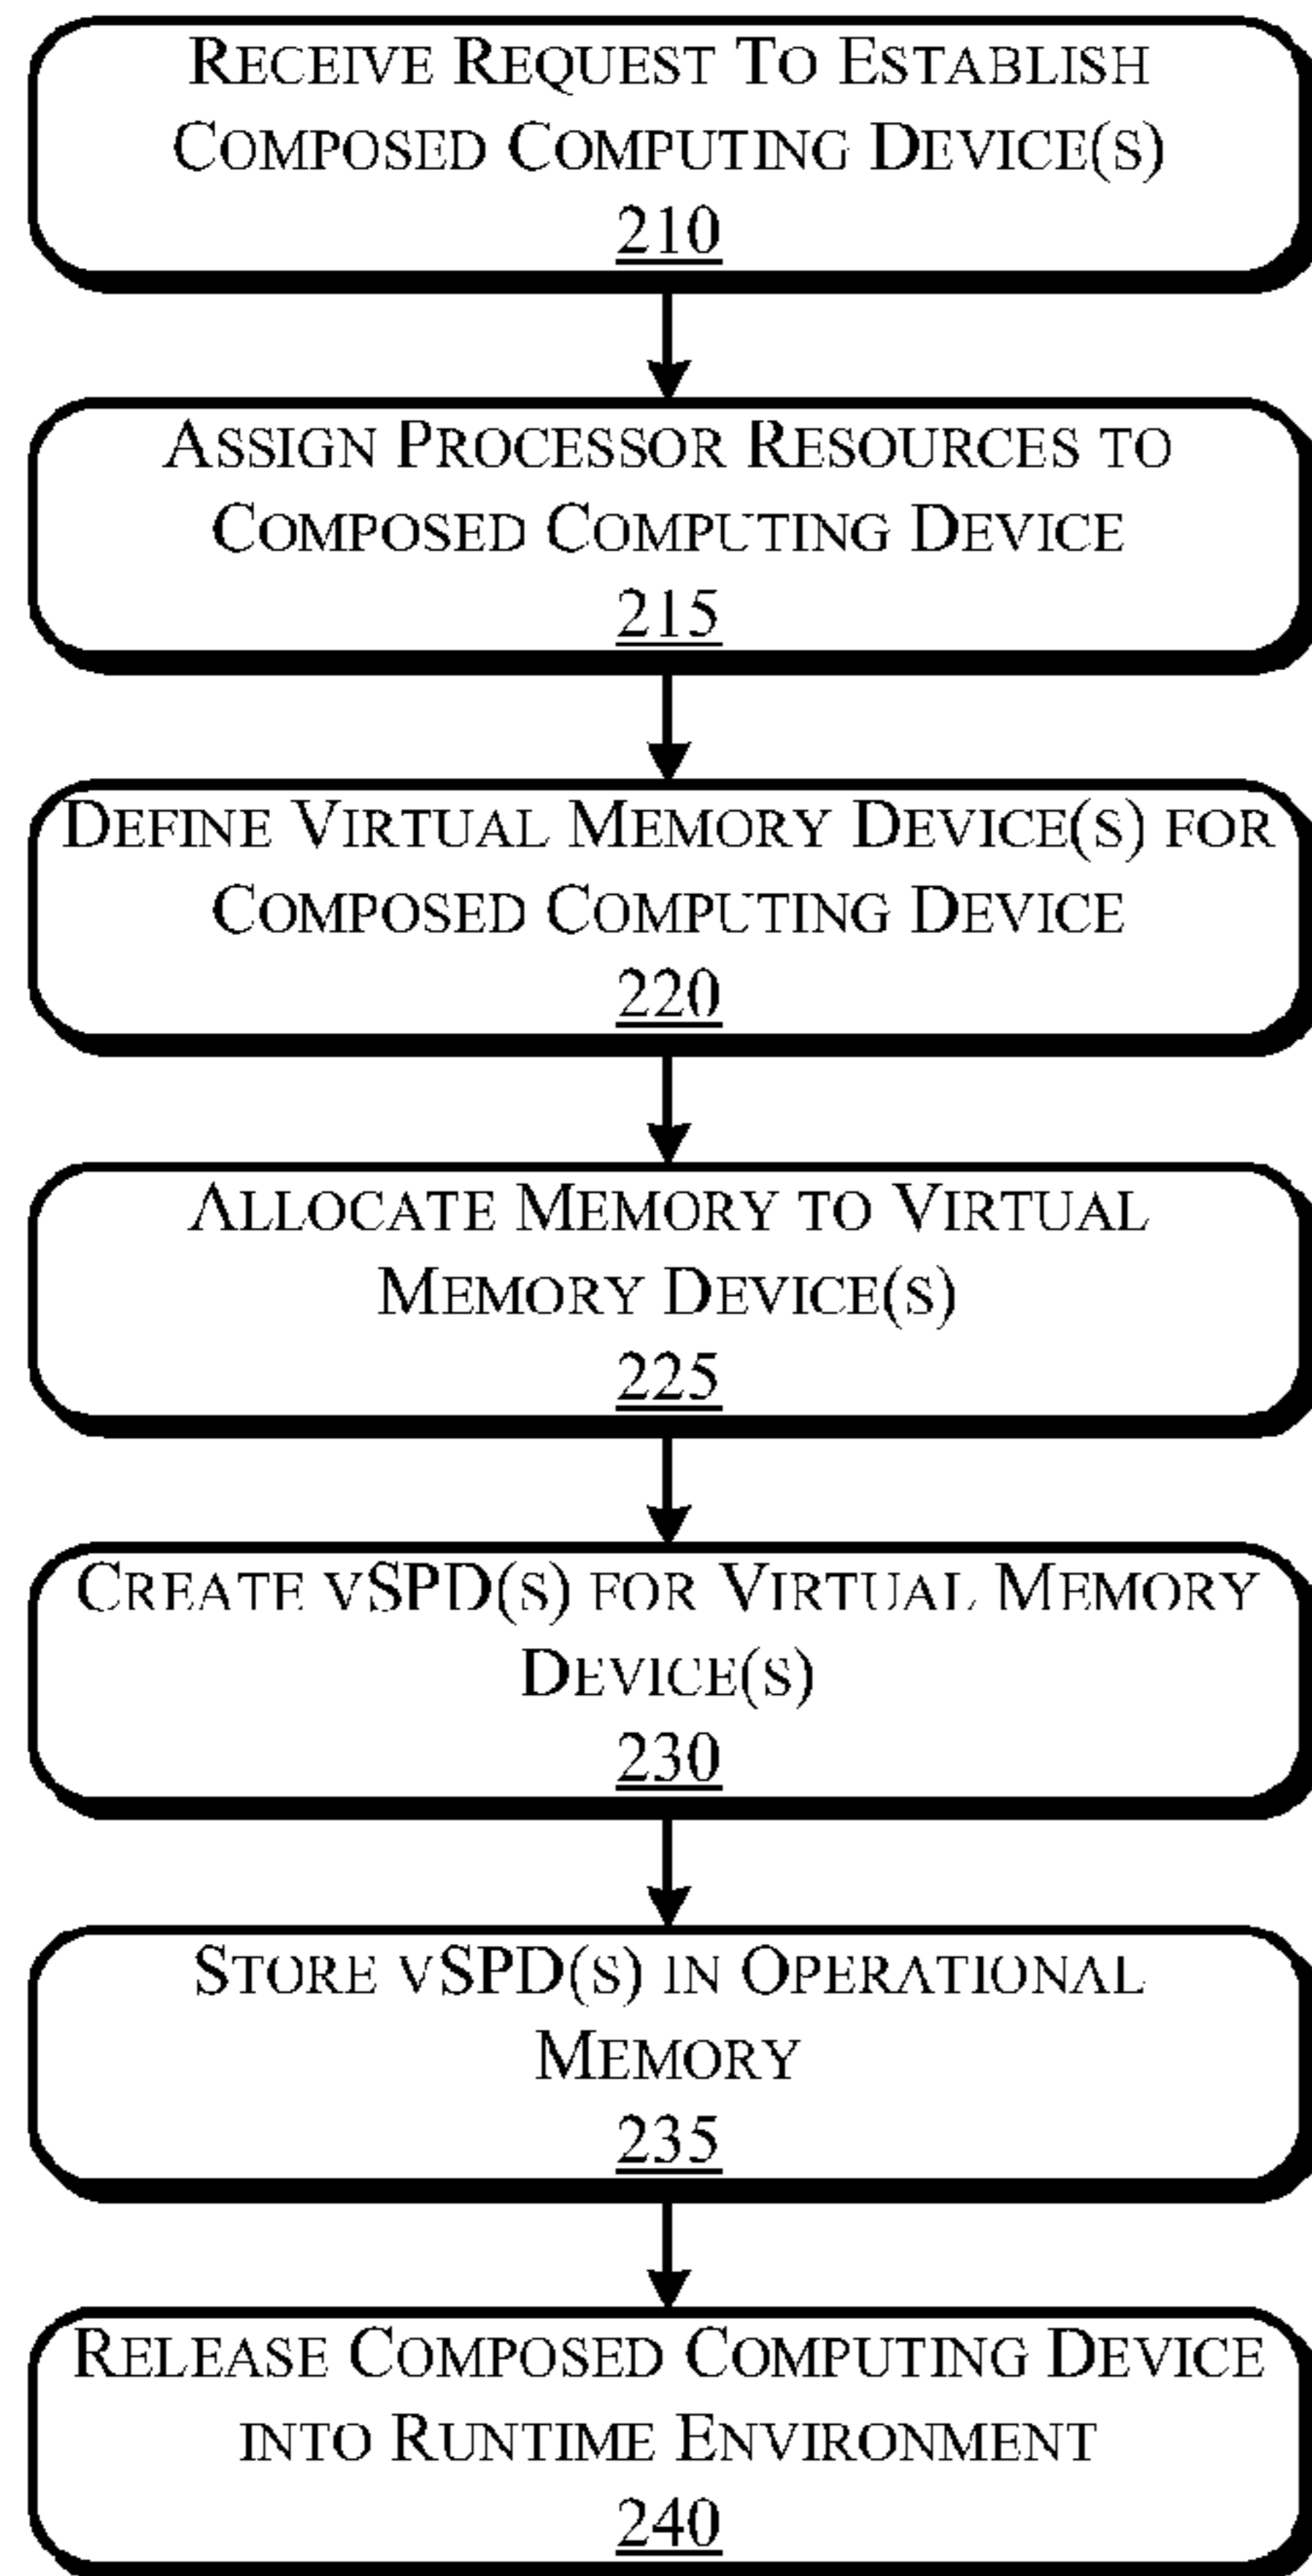 RECEIVE REQUEST TO ESTABLISH
COMPOSED COMPUTING DEVICE(S)
210
ASSIGN PROCESSOR RESOURCES TO
COMPOSED COMPUTING DEVICE
215
DEFINE VIRTUAL MEMORY DEVICE(S) FOR
COMPOSED COMPUTING DEVICE
220
ALLOCATE MEMORY TO VIRTUAL
MEMORY DEVICE(S)
225
CREATE VSPD(S) FOR VIRTUAL MEMORY
DEVICE(S)
230
STORE VSPD(S) IN OPERATIONAL
MEMORY
235
RELEASE COMPOSED COMPUTING DEVICE
INTO RUNTIME ENVIRONMENT
240